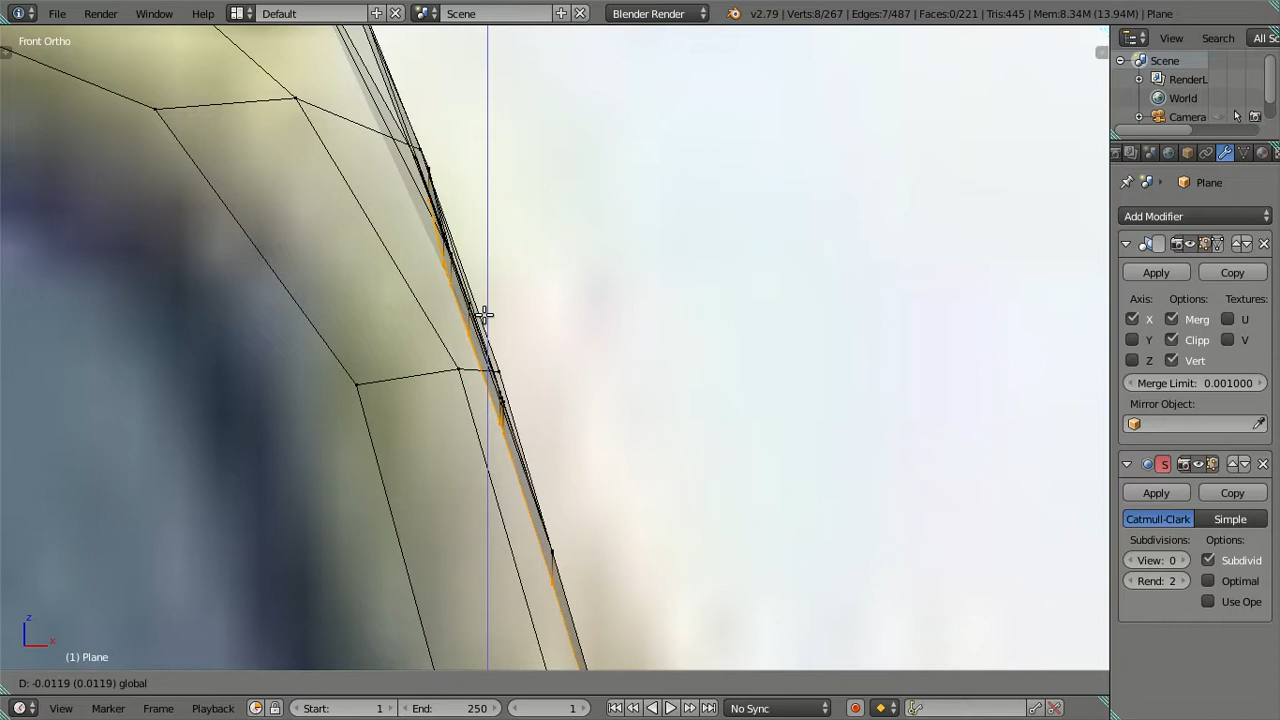 File Render Window Help Default Scene Blender Render v2.79 | Verts:8/267 | Edges:7/487 | Faces:0/221 | Tris:445 | Mem:8.34M (13.94M) | Plane
Front Ortho
View Search All Sc
Scene
RenderL
World
Camera
Plane
Add Modifier
Apply Copy
Axis: Options: Textures:
X Merg U
Y Clipp V
Z Vert
Merge Limit: 0.001000
Mirror Object:
S
Apply Copy
Catmull-Clark Simple
Subdivisions: Options:
View: 0 Subdivid
Rend: 2 Optimal
Use Ope
z
x
(1) Plane
D: -0.0119 (0.0119) global
View Marker Frame Playback Start: 1 End: 250 1 No Sync